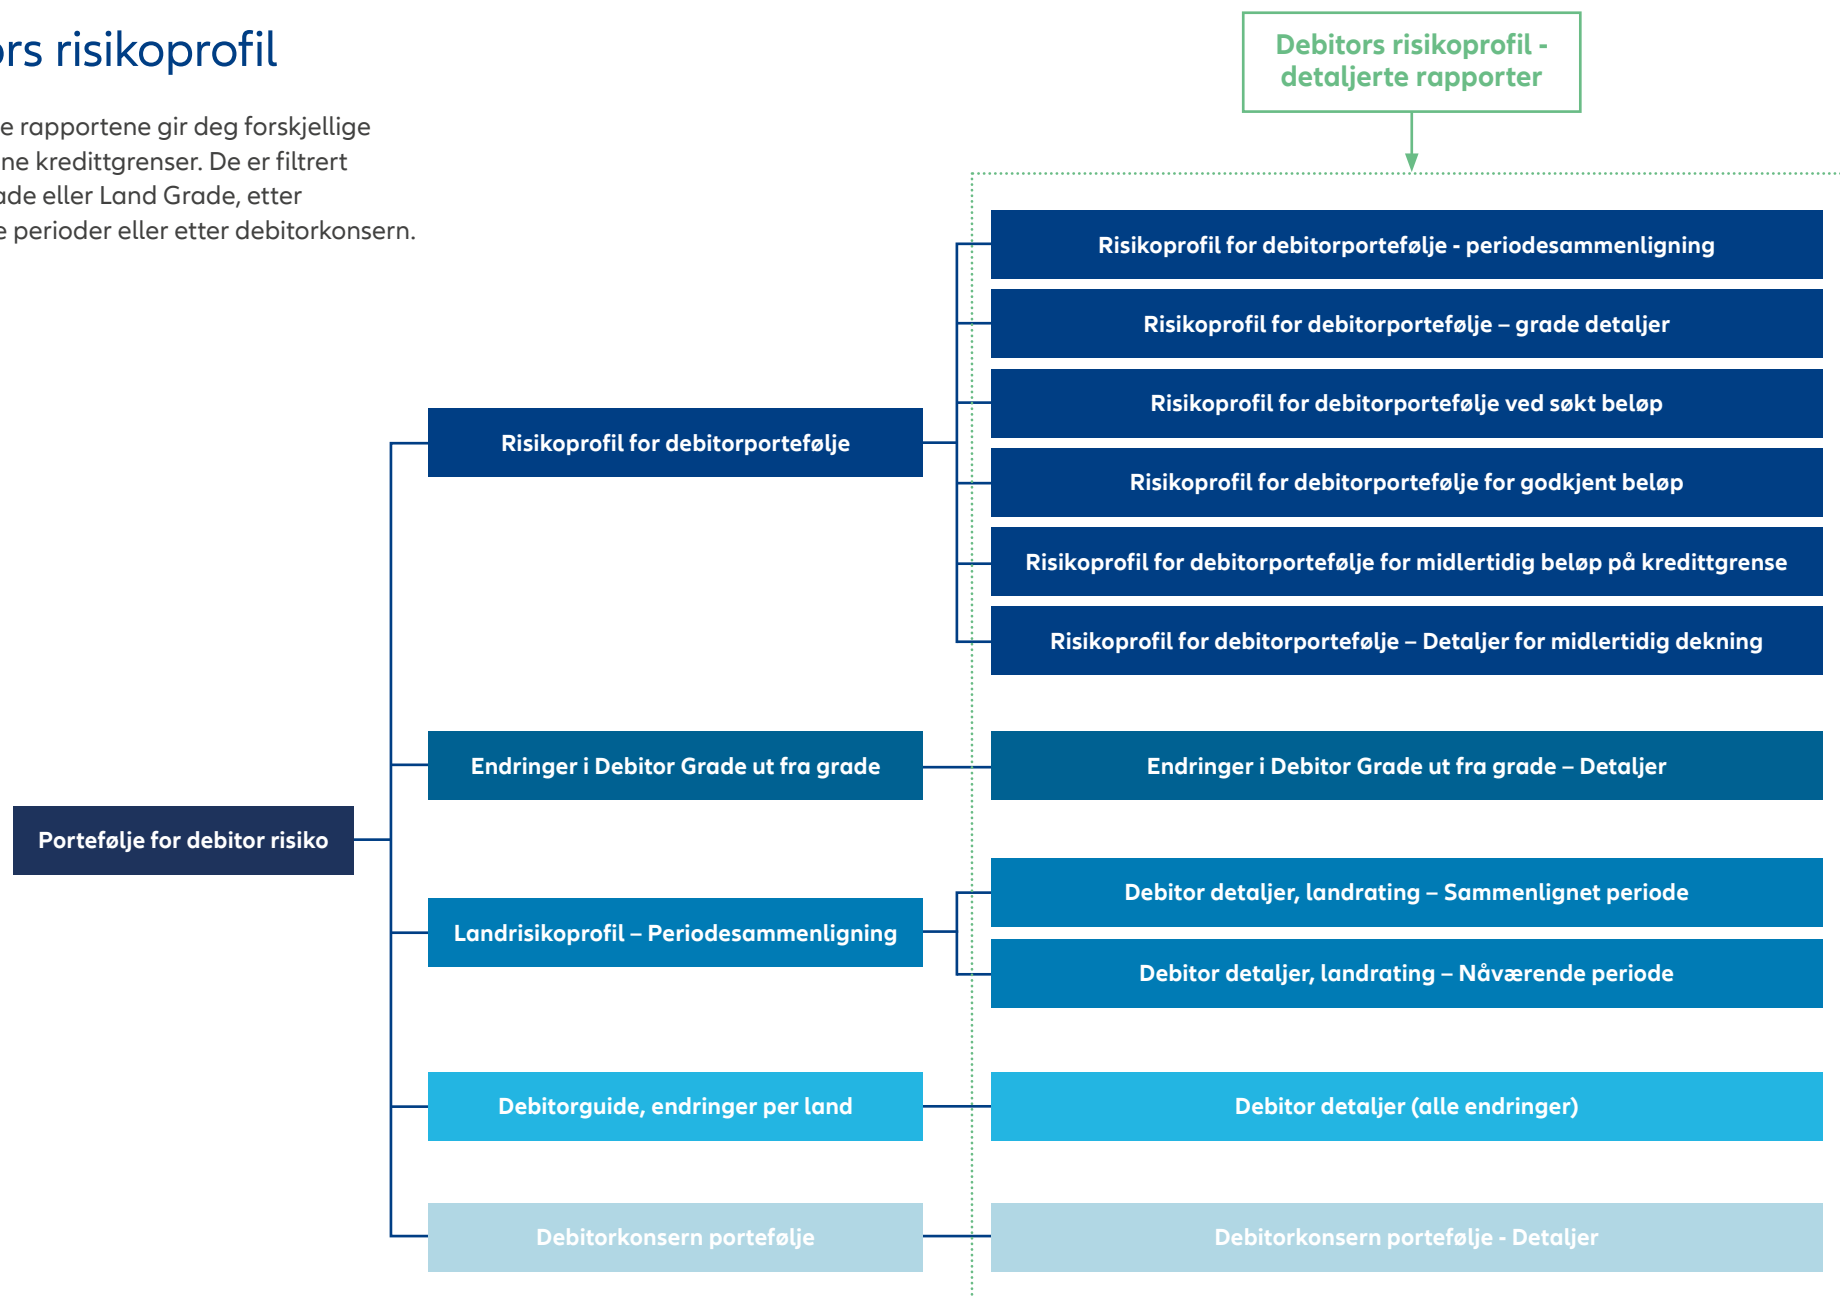 rs risikoprofil
e rapportene gir deg forskjellige
ne kredittgrenser. De er filtrert
ade eller Land Grade, etter
e perioder eller etter debitorkonsern.
Debitors risikoprofil -
detaljerte rapporter
Portefølje for debitor risiko
Risikoprofil for debitorportefølje
Risikoprofil for debitorportefølje - periodesammenligning
Risikoprofil for debitorportefølje – grade detaljer
Risikoprofil for debitorportefølje ved søkt beløp
Risikoprofil for debitorportefølje for godkjent beløp
Risikoprofil for debitorportefølje for midlertidig beløp på kredittgrense
Risikoprofil for debitorportefølje – Detaljer for midlertidig dekning
Endringer i Debitor Grade ut fra grade
Endringer i Debitor Grade ut fra grade – Detaljer
Landrisikoprofil – Periodesammenligning
Debitor detaljer, landrating – Sammenlignet periode
Debitor detaljer, landrating – Nåværende periode
Debitorguide, endringer per land
Debitor detaljer (alle endringer)
Debitorkonsern portefølje
Debitorkonsern portefølje - Detaljer